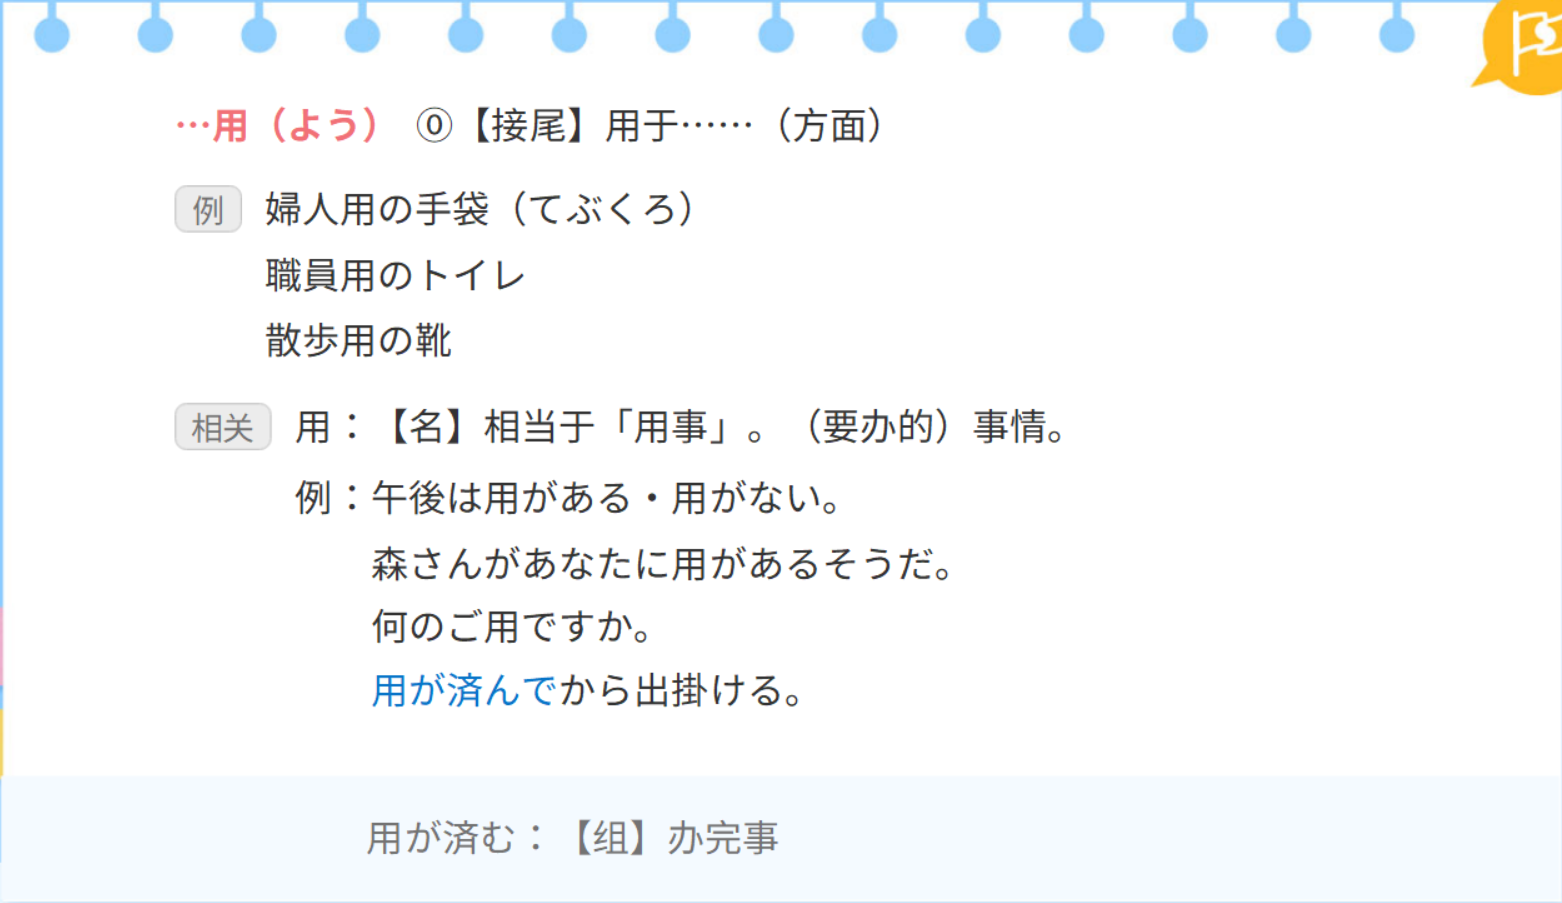 …用（よう） ⓪【接尾】用于……（方面）
例 婦人用の手袋（てぶくろ）
職員用のトイレ
散歩用の靴
相关 用：【名】相当于「用事」。（要办的）事情。
例：午後は用がある・用がない。
森さんがあなたに用があるそうだ。
何のご用ですか。
用が済んでから出掛ける。
用が済む：【组】办完事